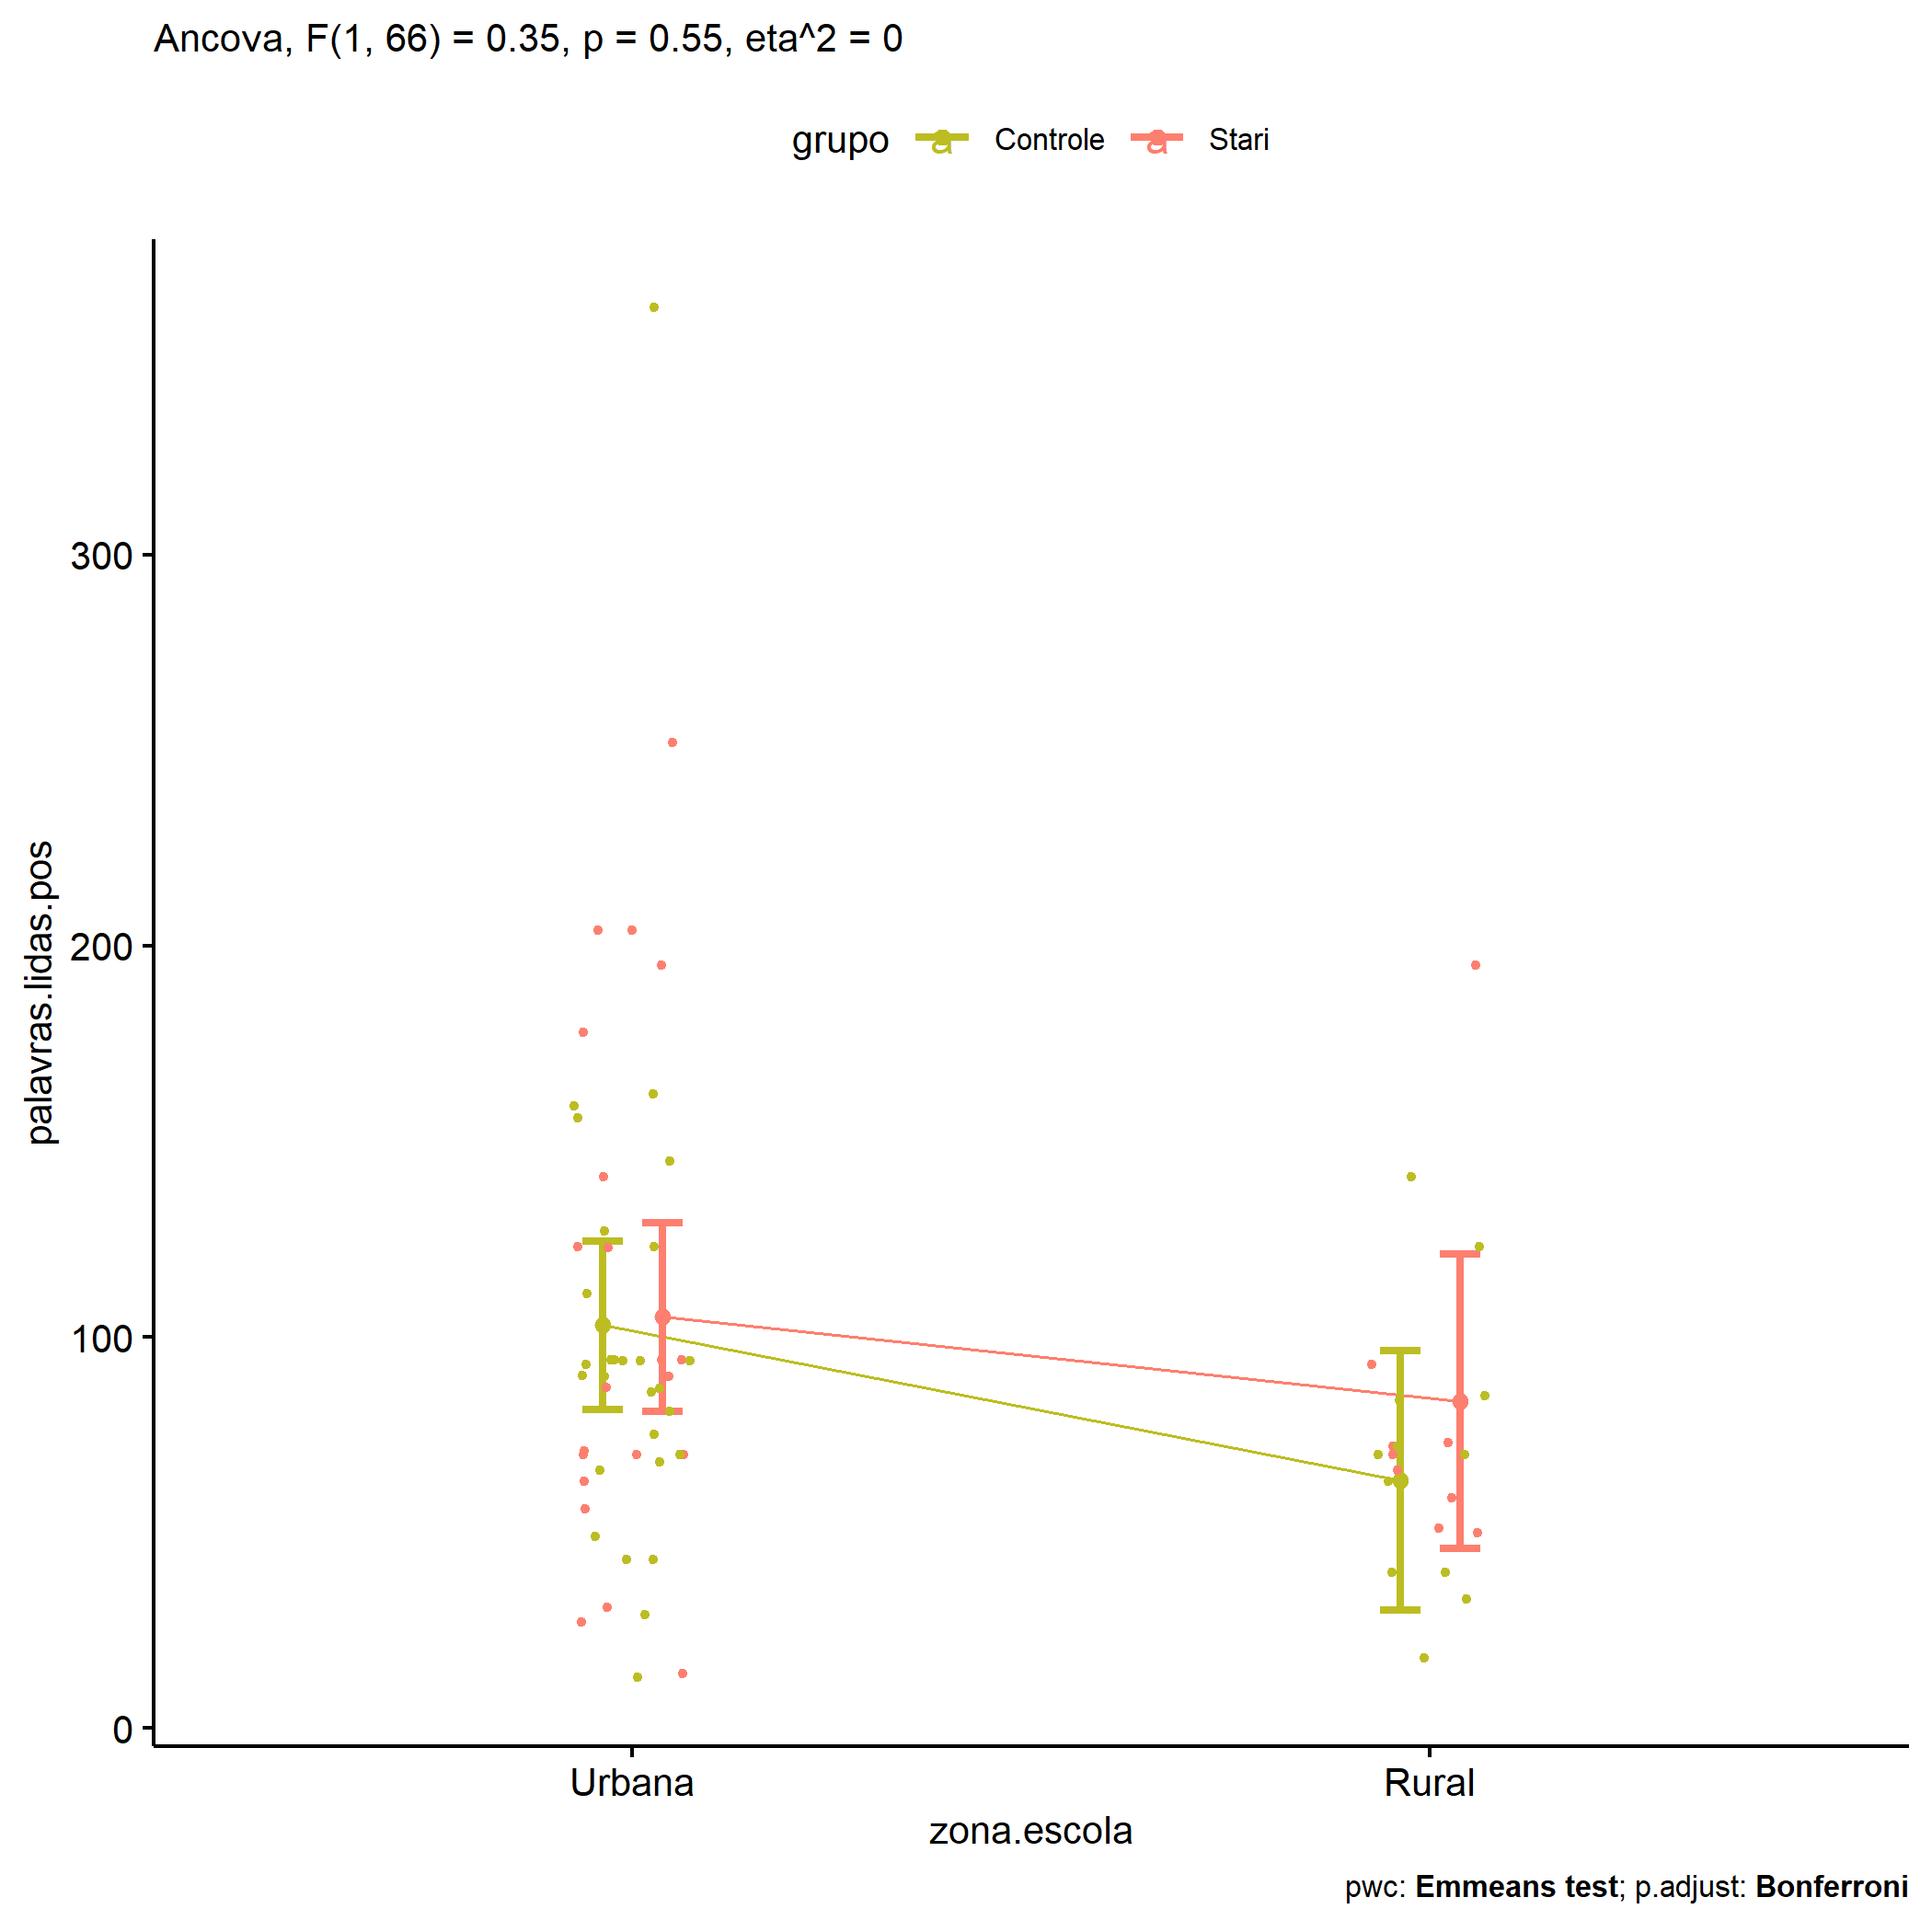 Ancova, F(1, 66) = 0.35, p = 0.55, eta^2 = 0
grupo a Controle a Stari
palavras.lidas.pos
300
200
100
0
Urbana Rural
zona.escola
pwc: Emmeans test; p.adjust: Bonferroni